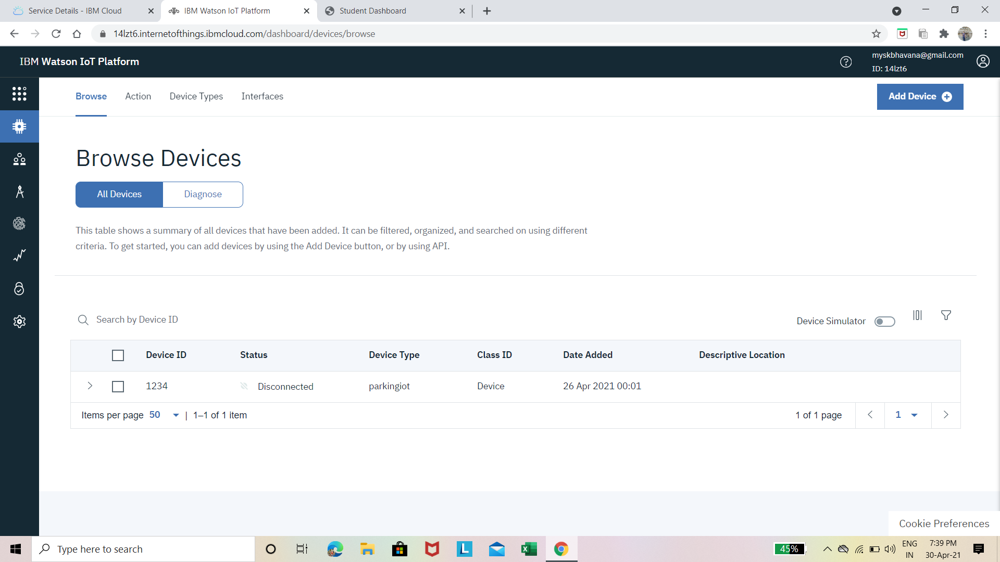 Service Details - IBM Cloud
IBM Watson IoT Platform
Student Dashboard
14lzt6.internetofthings.ibmcloud.com/dashboard/devices/browse
IBM Watson IoT Platform
myskbhavana@gmail.com
ID: 14lzt6
Browse Action Device Types Interfaces
Add Device
Browse Devices
All Devices Diagnose
This table shows a summary of all devices that have been added. It can be filtered, organized, and searched on using different
criteria. To get started, you can add devices by using the Add Device button, or by using API.
Search by Device ID
Device Simulator
Device ID Status Device Type Class ID Date Added Descriptive Location
1234 Disconnected parkingiot Device 26 Apr 2021 00:01
Items per page 50 | 1–1 of 1 item
1 of 1 page 1
Cookie Preferences
Type here to search
L
X
45%
ENG
IN
7:39 PM
30-Apr-21